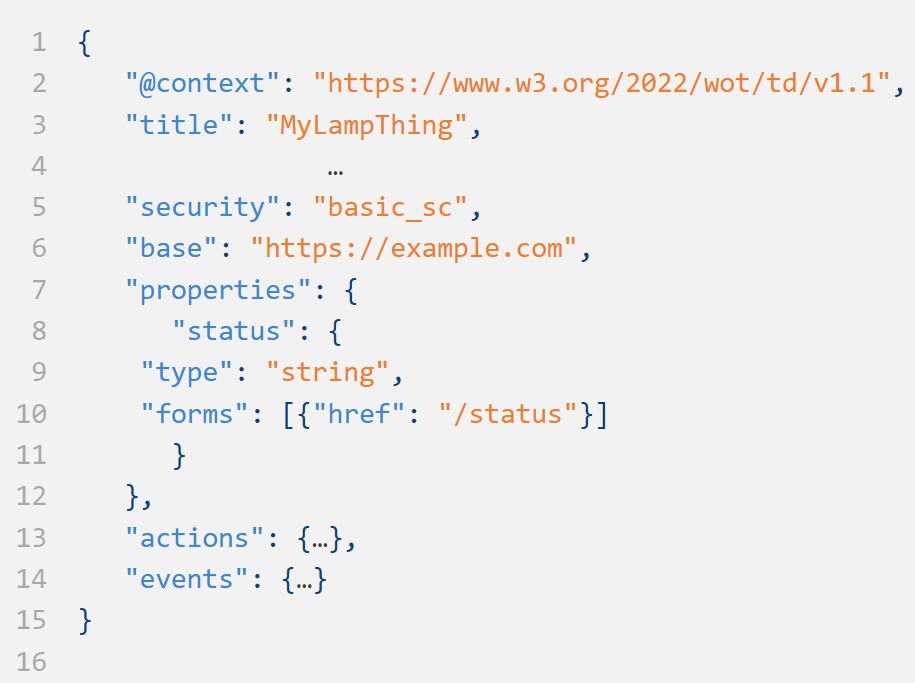 1 {
2 "@context": "https://www.w3.org/2022/wot/td/v1.1",
3 "title": "MyLampThing",
4 …
5 "security": "basic_sc",
6 "base": "https://example.com",
7 "properties": {
8 "status": {
9 "type": "string",
10 "forms": [{"href": "/status"}]
11 }
12 },
13 "actions": {…},
14 "events": {…}
15 }
16